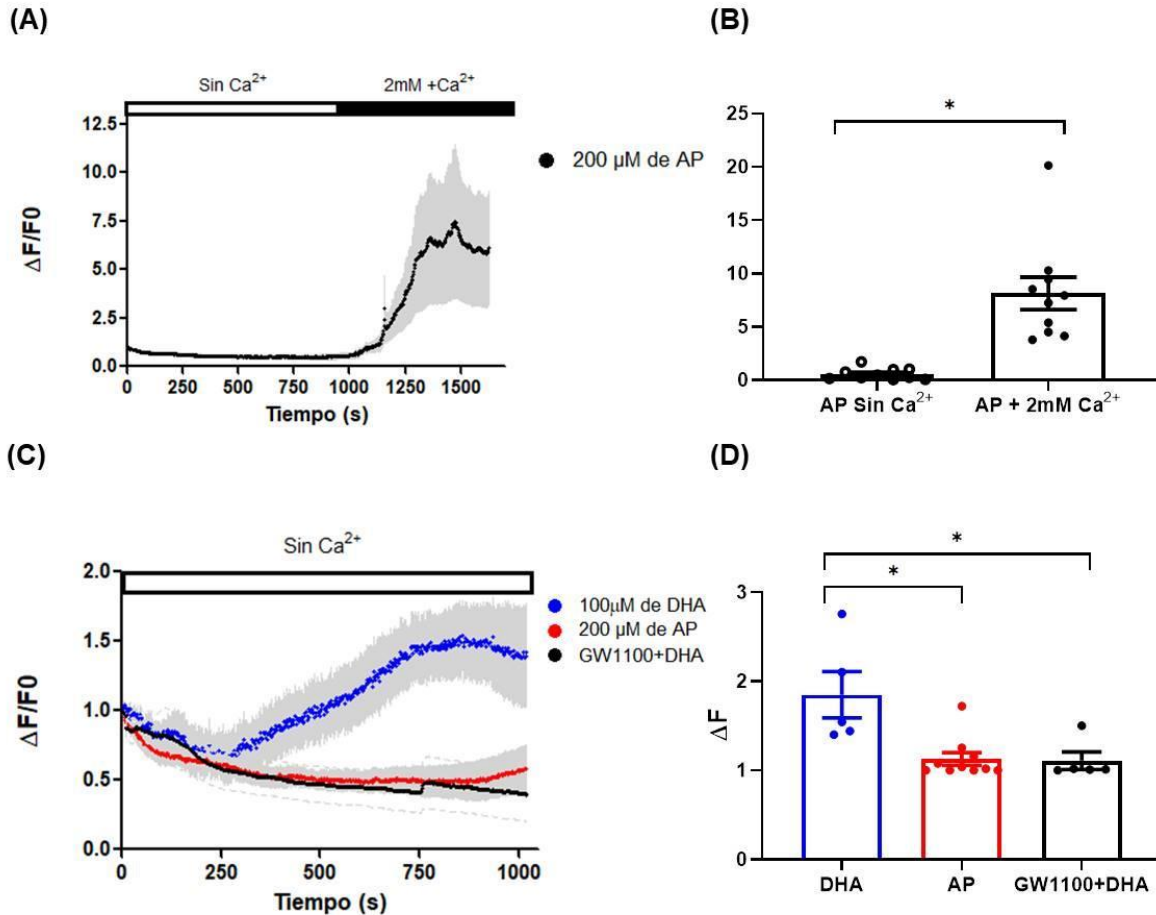 (A)
Sin Ca²⁺ 2mM +Ca²⁺
12.5
10.0
7.5
5.0
2.5
0.0
ΔF/F0
0 250 500 750 1000 1250 1500
Tiempo (s)
200 µM de AP
(B)
*
25
20
15
10
5
0
AP Sin Ca²⁺ AP + 2mM Ca²⁺
(C)
Sin Ca²⁺
2.0
1.5
1.0
0.5
0.0
ΔF/F0
0 250 500 750 1000
Tiempo (s)
100µM de DHA
200 µM de AP
GW1100+DHA
(D)
*
*
3
2
1
0
ΔF
DHA AP GW1100+DHA